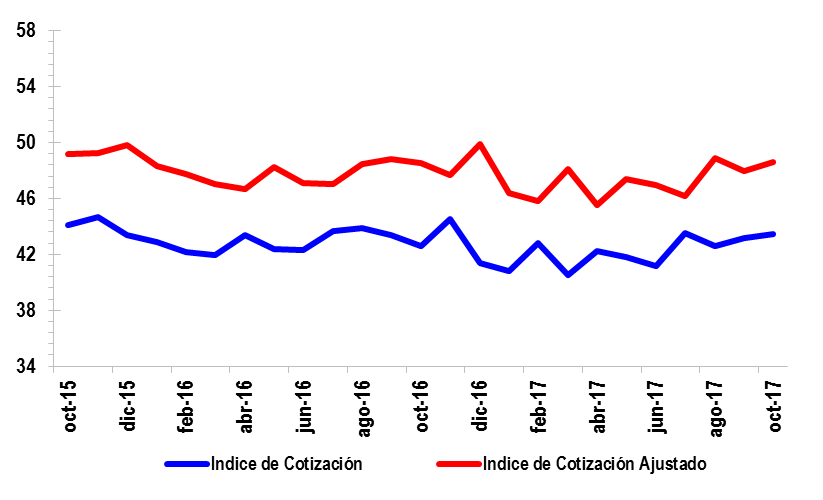 58
54
50
46
42
38
34
oct-15
dic-15
feb-16
abr-16
jun-16
ago-16
oct-16
dic-16
feb-17
abr-17
jun-17
ago-17
oct-17
Indice de Cotización
Indice de Cotización Ajustado